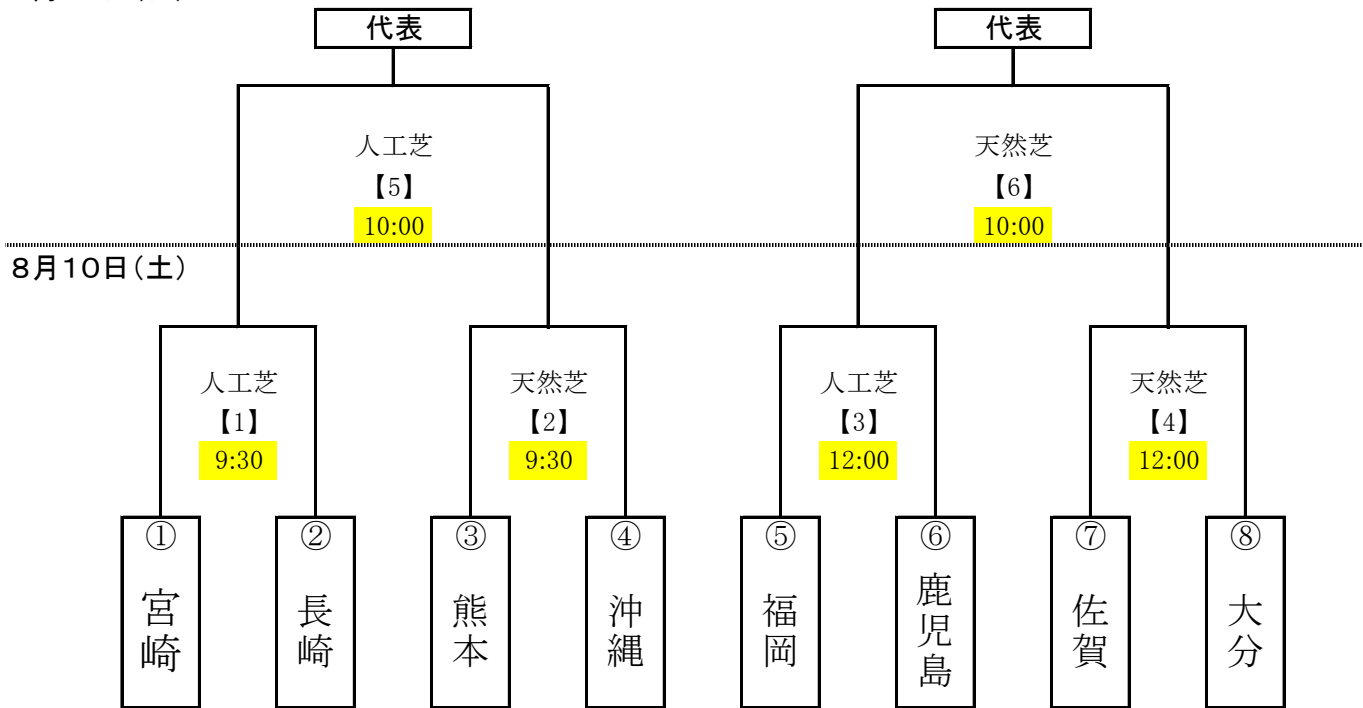 代表
代表
人工芝
【5】
10:00
天然芝
【6】
10:00
８月１０日（土）
人工芝
【1】
9:30
天然芝
【2】
9:30
人工芝
【3】
12:00
天然芝
【4】
12:00
①
宮崎
②
長崎
③
熊本
④
沖縄
⑤
福岡
⑥
鹿児島
⑦
佐賀
⑧
大分